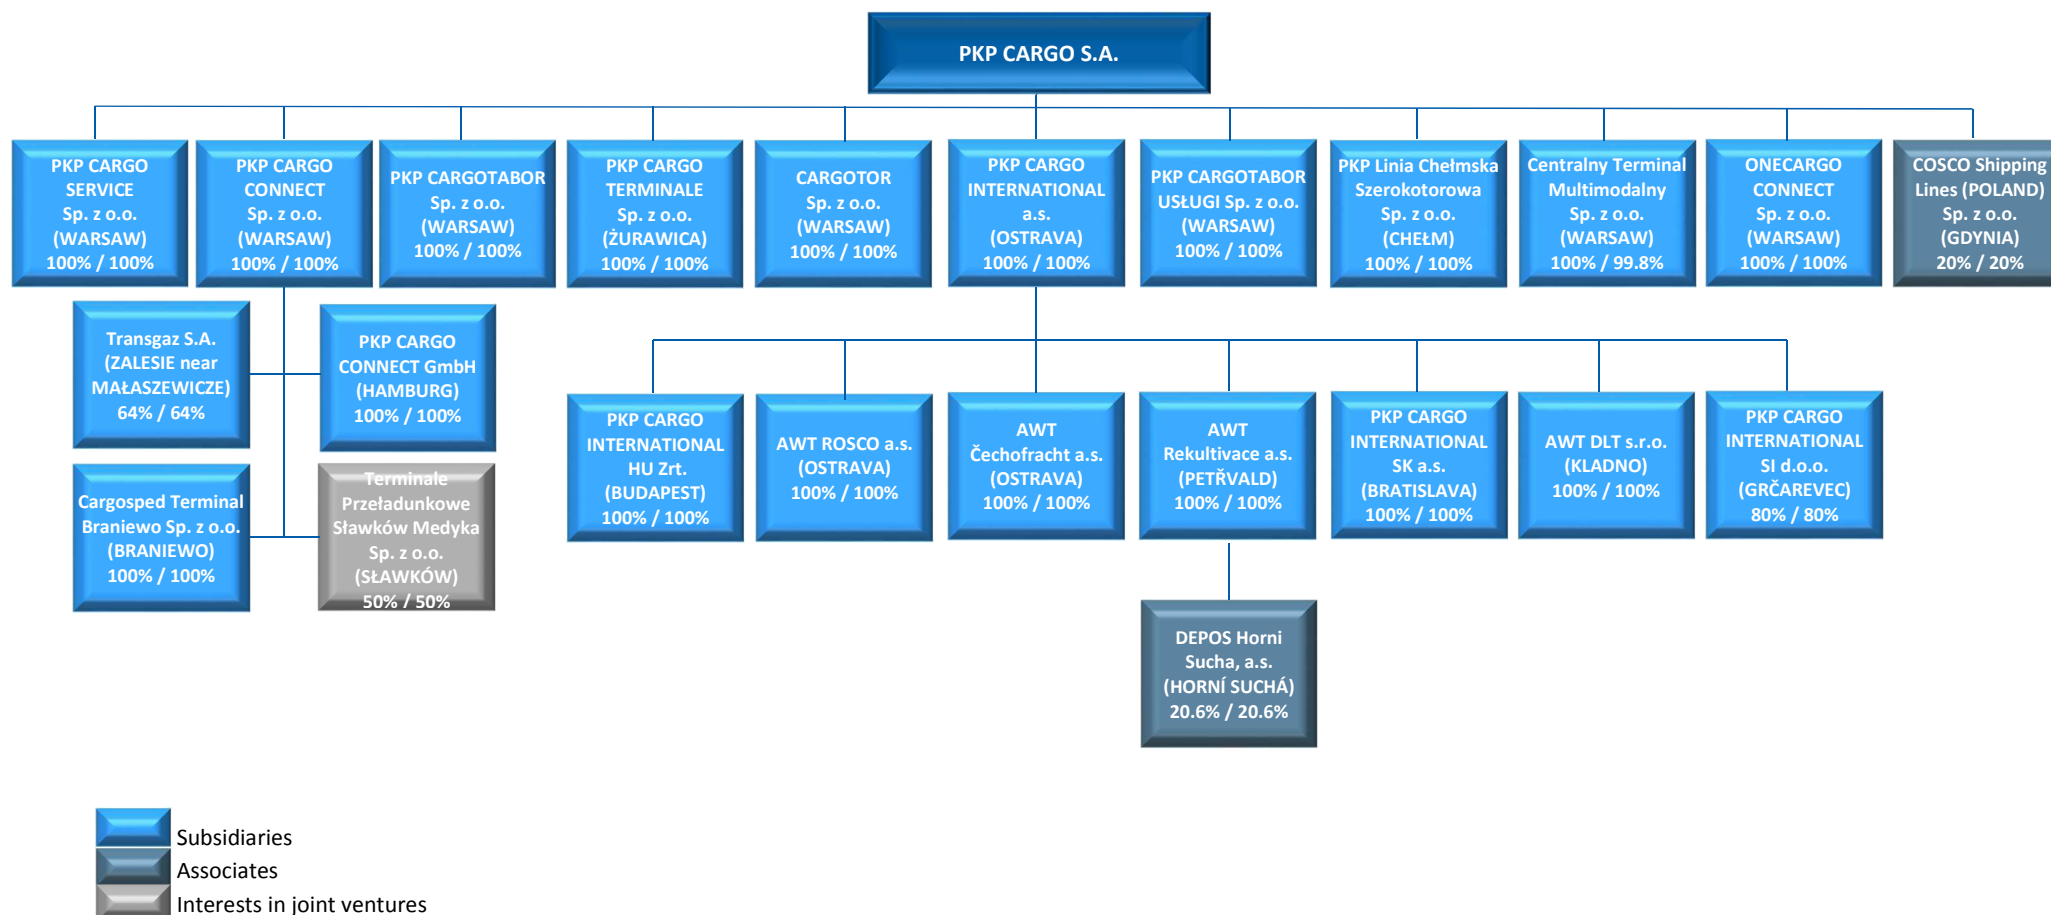 PKP CARGO S.A.
PKP CARGO
SERVICE
Sp. z o.o.
(WARSAW)
100% / 100%
PKP CARGO
CONNECT
Sp. z o.o.
(WARSAW)
100% / 100%
PKP CARGOTABOR
Sp. z o.o.
(WARSAW)
100% / 100%
PKP CARGO
TERMINALE
Sp. z o.o.
(ŻURAWICA)
100% / 100%
CARGOTOR
Sp. z o.o.
(WARSAW)
100% / 100%
PKP CARGO
INTERNATIONAL
a.s.
(OSTRAVA)
100% / 100%
PKP CARGOTABOR
USŁUGI Sp. z o.o.
(WARSAW)
100% / 100%
PKP Linia Chełmska
Szerokotorowa
Sp. z o.o.
(CHEŁM)
100% / 100%
Centralny Terminal
Multimodalny
Sp. z o.o.
(WARSAW)
100% / 99.8%
ONECARGO
CONNECT
Sp. z o.o.
(WARSAW)
100% / 100%
COSCO Shipping
Lines (POLAND)
Sp. z o.o.
(GDYNIA)
20% / 20%
Transgaz S.A.
(ZALESIE near
MAŁASZEWICZE)
64% / 64%
PKP CARGO
CONNECT GmbH
(HAMBURG)
100% / 100%
Cargosped Terminal
Braniewo Sp. z o.o.
(BRANIEWO)
100% / 100%
Terminale
Przeładunkowe
Sławków Medyka
Sp. z o.o.
(SŁAWKÓW)
50% / 50%
PKP CARGO
INTERNATIONAL
HU Zrt.
(BUDAPEST)
100% / 100%
AWT ROSCO a.s.
(OSTRAVA)
100% / 100%
AWT
Čechofracht a.s.
(OSTRAVA)
100% / 100%
AWT
Rekultivace a.s.
(PETŘVALD)
100% / 100%
PKP CARGO
INTERNATIONAL
SK a.s.
(BRATISLAVA)
100% / 100%
AWT DLT s.r.o.
(KLADNO)
100% / 100%
PKP CARGO
INTERNATIONAL
SI d.o.o.
(GRČAREVEC)
80% / 80%
DEPOS Horni
Sucha, a.s.
(HORNÍ SUCHÁ)
20.6% / 20.6%
Subsidiaries
Associates
Interests in joint ventures